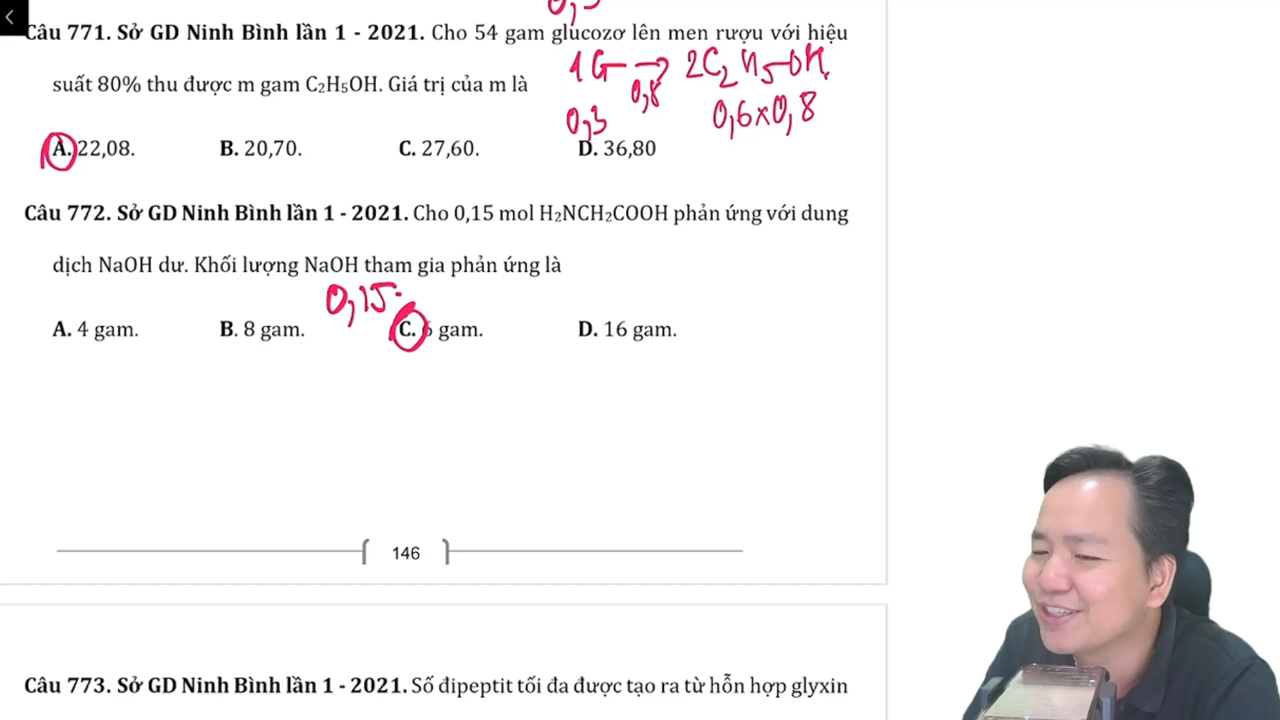 Câu 771. Sở GD Ninh Bình lần 1 - 2021. Cho 54 gam glucozơ lên men rượu với hiệu
1G → 2C2H5OH
suất 80% thu được m gam C₂H₅OH. Giá trị của m là
0,8
0,3 0,6×0,8
A. 22,08. B. 20,70. C. 27,60. D. 36,80
Câu 772. Sở GD Ninh Bình lần 1 - 2021. Cho 0,15 mol H₂NCH₂COOH phản ứng với dung
dịch NaOH dư. Khối lượng NaOH tham gia phản ứng là
0,15.
A. 4 gam. B. 8 gam. C. 6 gam. D. 16 gam.
146
Câu 773. Sở GD Ninh Bình lần 1 - 2021. Số đipeptit tối đa được tạo ra từ hỗn hợp glyxin